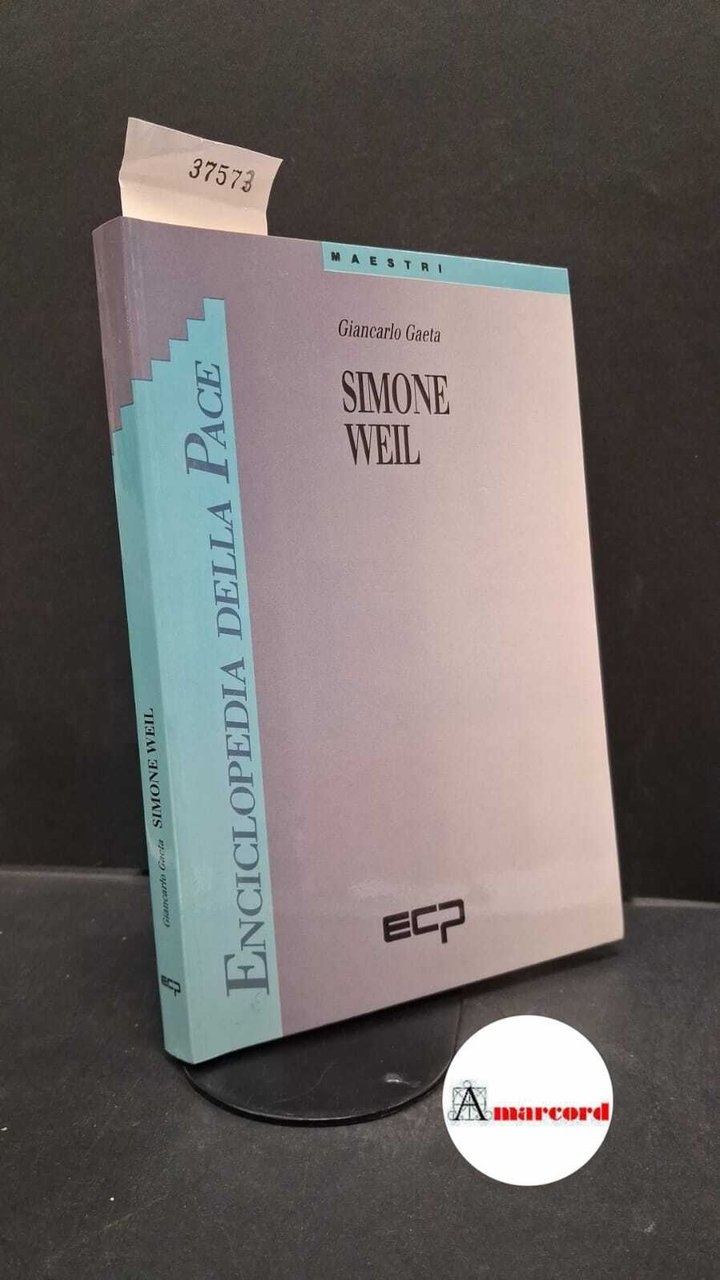 37573
MAESTRI
Giancarlo Gaeta
SIMONE
WEIL
ENCICLOPEDIA DELLA PACE
Giancarlo Gaeta SIMONE WEIL
ECP
ECP
Amarcord